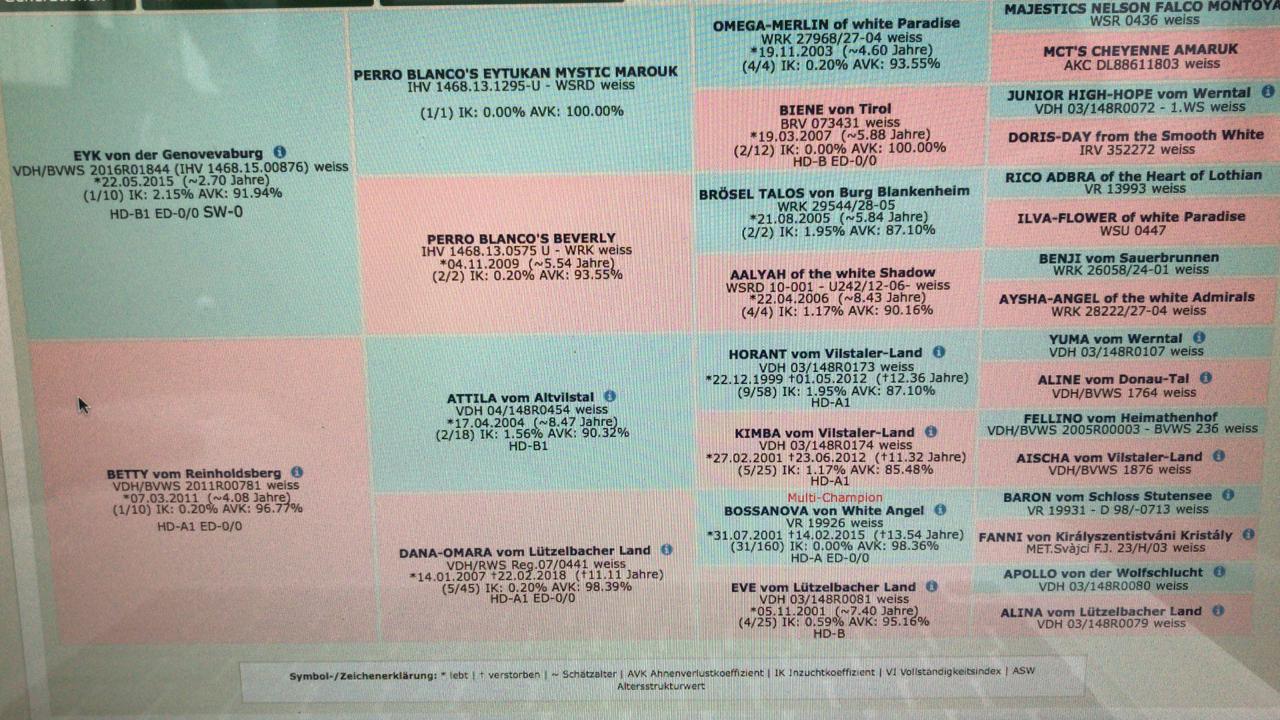 EYK von der Genovevaburg
VDH/BVWS 2016R01844 (IHV 1468.15.00876) weiss
*22.05.2015 (~2.70 Jahre)
(1/10) IK: 2.15% AVK: 91.94%
HD-B1 ED-0/0 SW-0
BETTY vom Reinholdsberg
VDH/BVWS 2011R00781 weiss
*07.03.2011 (~4.08 Jahre)
(1/10) IK: 0.20% AVK: 96.77%
HD-A1 ED-0/0
PERRO BLANCO'S EYTUKAN MYSTIC MAROUK
IHV 1468.13.1295-U - WSRD weiss
(1/1) IK: 0.00% AVK: 100.00%
PERRO BLANCO'S BEVERLY
IHV 1468.13.0575 U - WRK weiss
*04.11.2009 (~5.54 Jahre)
(2/2) IK: 0.20% AVK: 93.55%
ATTILA vom Altvilstal
VDH 04/148R0454 weiss
*17.04.2004 (~8.47 Jahre)
(2/18) IK: 1.56% AVK: 90.32%
HD-B1
DANA-OMARA vom Lützelbacher Land
VDH/RWS Reg.07/0441 weiss
*14.01.2007 †22.02.2018 (†11.11 Jahre)
(5/45) IK: 0.20% AVK: 98.39%
HD-A1 ED-0/0
OMEGA-MERLIN of white Paradise
WRK 27968/27-04 weiss
*19.11.2003 (~4.60 Jahre)
(4/4) IK: 0.20% AVK: 93.55%
BIENE von Tirol
BRV 073431 weiss
*19.03.2007 (~5.88 Jahre)
(2/12) IK: 0.00% AVK: 100.00%
HD-B ED-0/0
BRÖSEL TALOS von Burg Blankenheim
WRK 29544/28-05
*21.08.2005 (~5.84 Jahre)
(2/2) IK: 1.95% AVK: 87.10%
AALYAH of the white Shadow
WSRD 10-001 - U242/12-06- weiss
*22.04.2006 (~8.43 Jahre)
(4/4) IK: 1.17% AVK: 90.16%
HORANT vom Vilstaler-Land
VDH 03/148R0173 weiss
*22.12.1999 †01.05.2012 (†12.36 Jahre)
(9/58) IK: 1.95% AVK: 87.10%
HD-A1
KIMBA vom Vilstaler-Land
VDH 03/148R0174 weiss
*27.02.2001 †23.06.2012 (†11.32 Jahre)
(5/25) IK: 1.17% AVK: 85.48%
HD-A1
Multi-Champion
BOSSANOVA von White Angel
VR 19926 weiss
*31.07.2001 †14.02.2015 (†13.54 Jahre)
(31/160) IK: 0.00% AVK: 98.36%
HD-A ED-0/0
EVE vom Lützelbacher Land
VDH 03/148R0081 weiss
*05.11.2001 (~7.40 Jahre)
(4/25) IK: 0.59% AVK: 95.16%
HD-B
MAJESTICS NELSON FALCO MONTOYA
WSR 0436 weiss
MCT'S CHEYENNE AMARUK
AKC DL88611803 weiss
JUNIOR HIGH-HOPE vom Werntal
VDH 03/148R0072 - 1.WS weiss
DORIS-DAY from the Smooth White
IRV 352272 weiss
RICO ADBRA of the Heart of Lothian
VR 13993 weiss
ILVA-FLOWER of white Paradise
WSU 0447
BENJI vom Sauerbrunnen
WRK 26058/24-01 weiss
AYSHA-ANGEL of the white Admirals
WRK 28222/27-04 weiss
YUMA vom Werntal
VDH 03/148R0107 weiss
ALINE vom Donau-Tal
VDH/BVWS 1764 weiss
FELLINO vom Heimathenhof
VDH/BVWS 2005R00003 - BVWS 236 weiss
AISCHA vom Vilstaler-Land
VDH/BVWS 1876 weiss
BARON vom Schloss Stutensee
VR 19931 - D 98/-0713 weiss
FANNI von Királyszentistváni Kristály
MET.Svàjci F.J. 23/H/03 weiss
APOLLO von der Wolfschlucht
VDH 03/148R0080 weiss
ALINA vom Lützelbacher Land
VDH 03/148R0079 weiss
Symbol-/Zeichenerklärung: * lebt | † verstorben | ~ Schätzalter | AVK Ahnenverlustkoeffizient | IK Inzuchtkoeffizient | VI Vollständigkeitsindex | ASW
Altersstrukturwert